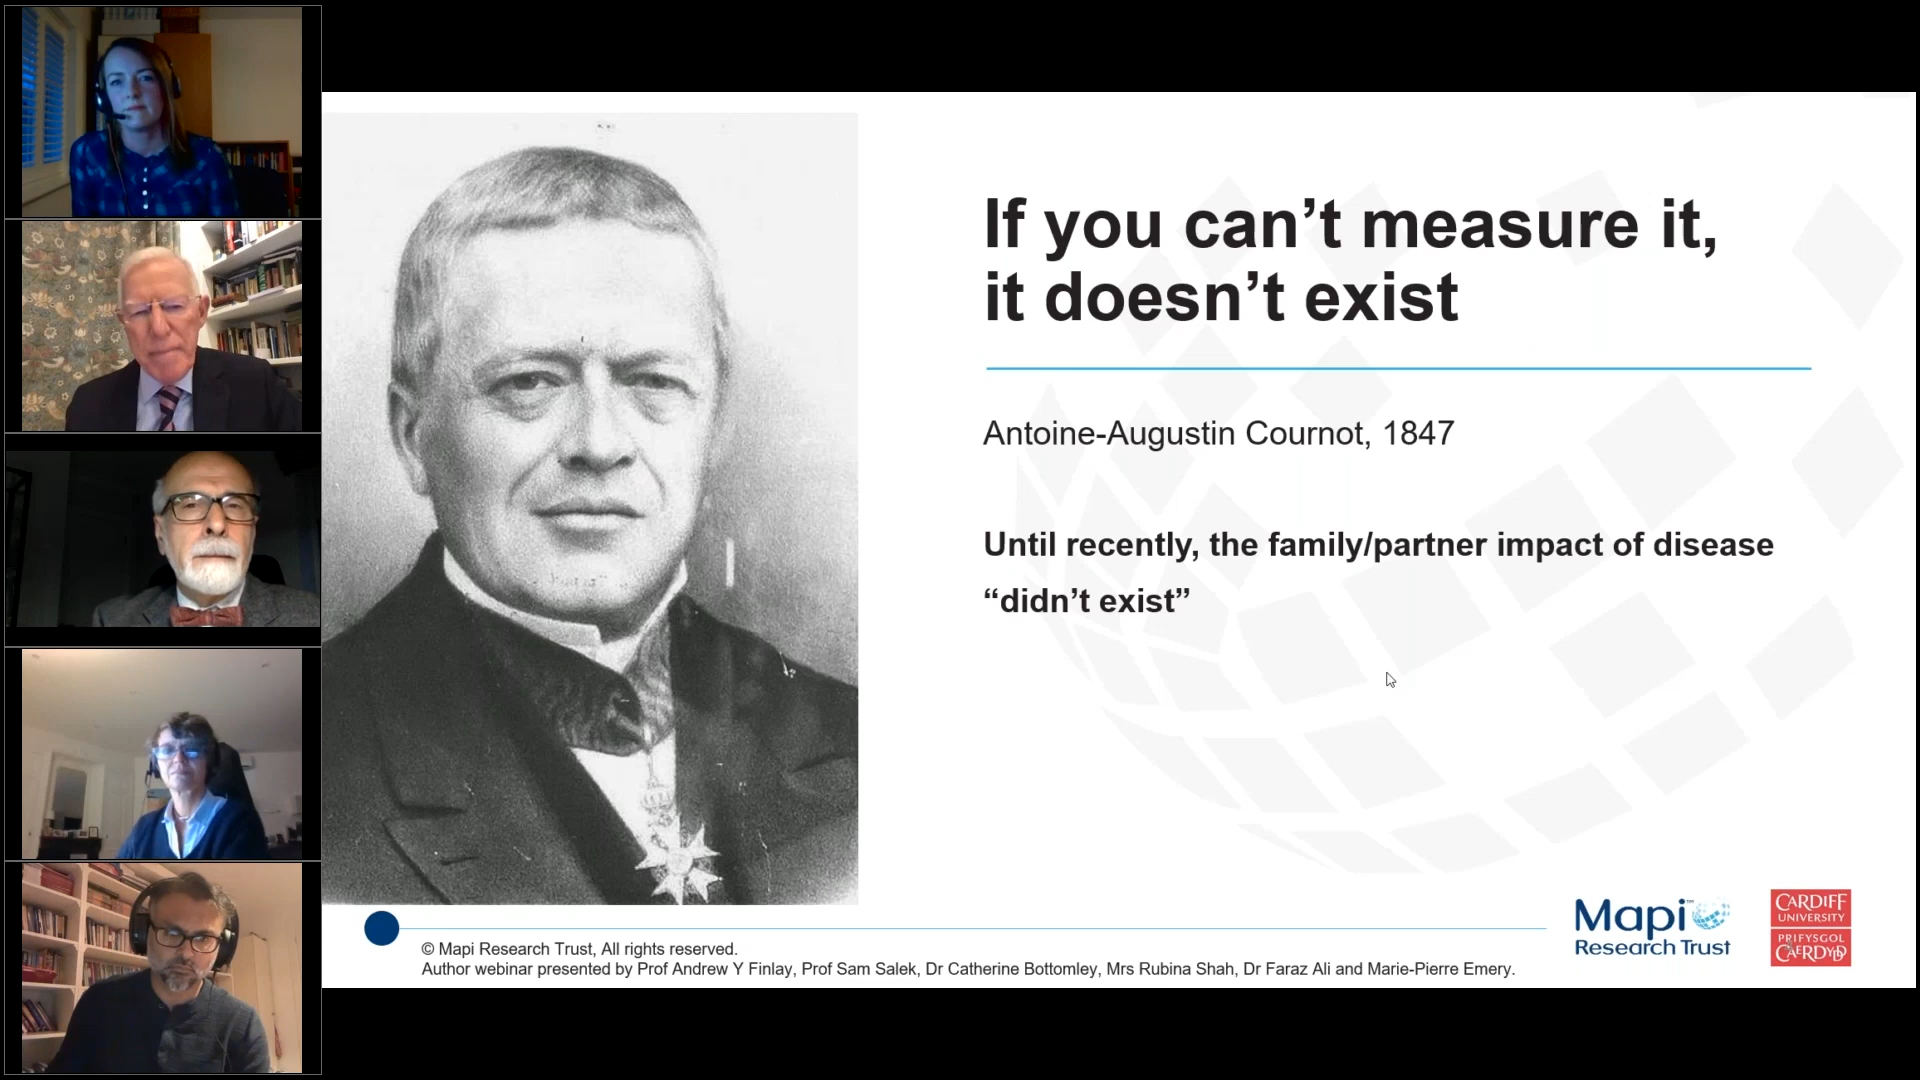 If you can’t measure it,
it doesn’t exist
Antoine-Augustin Cournot, 1847
Until recently, the family/partner impact of disease
“didn’t exist”
© Mapi Research Trust, All rights reserved.
Author webinar presented by Prof Andrew Y Finlay, Prof Sam Salek, Dr Catherine Bottomley, Mrs Rubina Shah, Dr Faraz Ali and Marie-Pierre Emery.
Mapi™
Research Trust
CARDIFF
UNIVERSITY
PRIFYSGOL
CAERDYDD